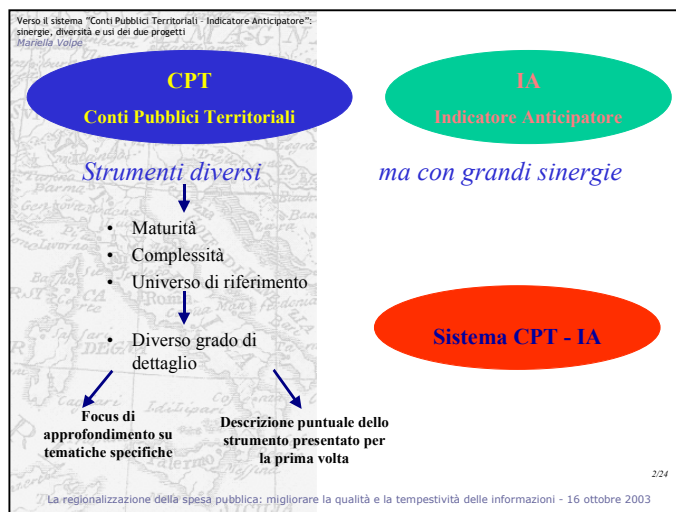 Verso il sistema "Conti Pubblici Territoriali - Indicatore Anticipatore":
sinergie, diversità e usi dei due progetti
Mariella Volpe
CPT
Conti Pubblici Territoriali
IA
Indicatore Anticipatore
Strumenti diversi
ma con grandi sinergie
• Maturità
• Complessità
• Universo di riferimento
• Diverso grado di
dettaglio
Sistema CPT - IA
Focus di
approfondimento su
tematiche specifiche
Descrizione puntuale dello
strumento presentato per
la prima volta
2/24
La regionalizzazione della spesa pubblica: migliorare la qualità e la tempestività delle informazioni - 16 ottobre 2003